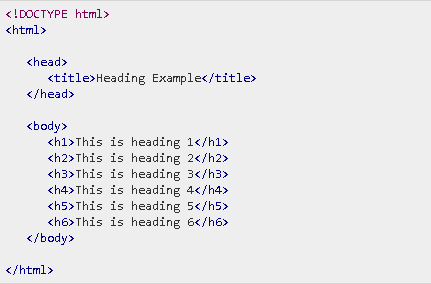 <!DOCTYPE html>
<html>
<head>
<title>Heading Example</title>
</head>
<body>
<h1>This is heading 1</h1>
<h2>This is heading 2</h2>
<h3>This is heading 3</h3>
<h4>This is heading 4</h4>
<h5>This is heading 5</h5>
<h6>This is heading 6</h6>
</body>
</html>